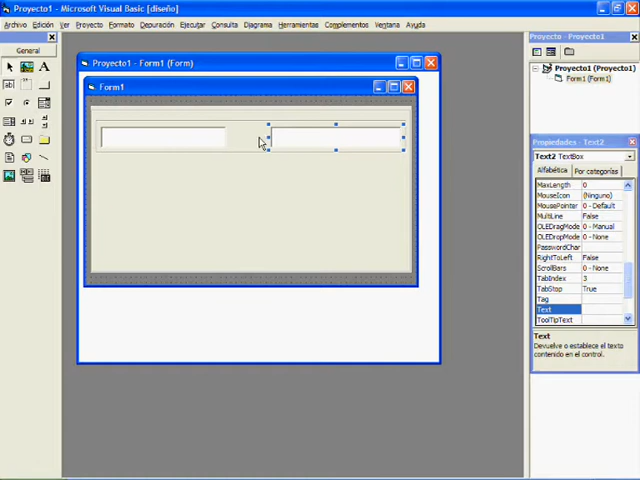 Proyecto1 - Microsoft Visual Basic [diseño]
Archivo Edición Ver Proyecto Formato Depuración Ejecutar Consulta Diagrama Herramientas Complementos Ventana Ayuda
General
A
ab|
Proyecto1 - Form1 (Form)
Form1
Proyecto - Proyecto1
Proyecto1 (Proyecto1)
Form1 (Form1)
Propiedades - Text2
Text2 TextBox
Alfabética Por categorías
MaxLength 0
MouseIcon (Ninguno)
MousePointer 0 - Default
MultiLine False
OLEDragMode 0 - Manual
OLEDropMode 0 - None
PasswordChar
RightToLeft False
ScrollBars 0 - None
TabIndex 3
TabStop True
Tag
Text
ToolTipText
Text
Devuelve o establece el texto
contenido en el control.